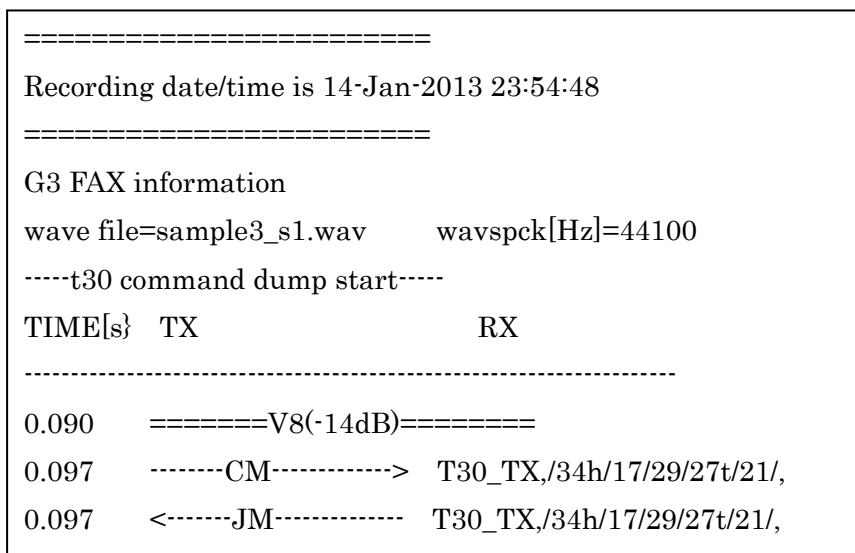 ========================
Recording date/time is 14-Jan-2013 23:54:48
========================
G3 FAX information
wave file=sample3_s1.wav wavspck[Hz]=44100
-----t30 command dump start-----
TIME[s} TX RX
----------------------------------------------------------------------
0.090 =======V8(-14dB)========
0.097 --------CM-------------> T30_TX,/34h/17/29/27t/21/,
0.097 <-------JM-------------- T30_TX,/34h/17/29/27t/21/,